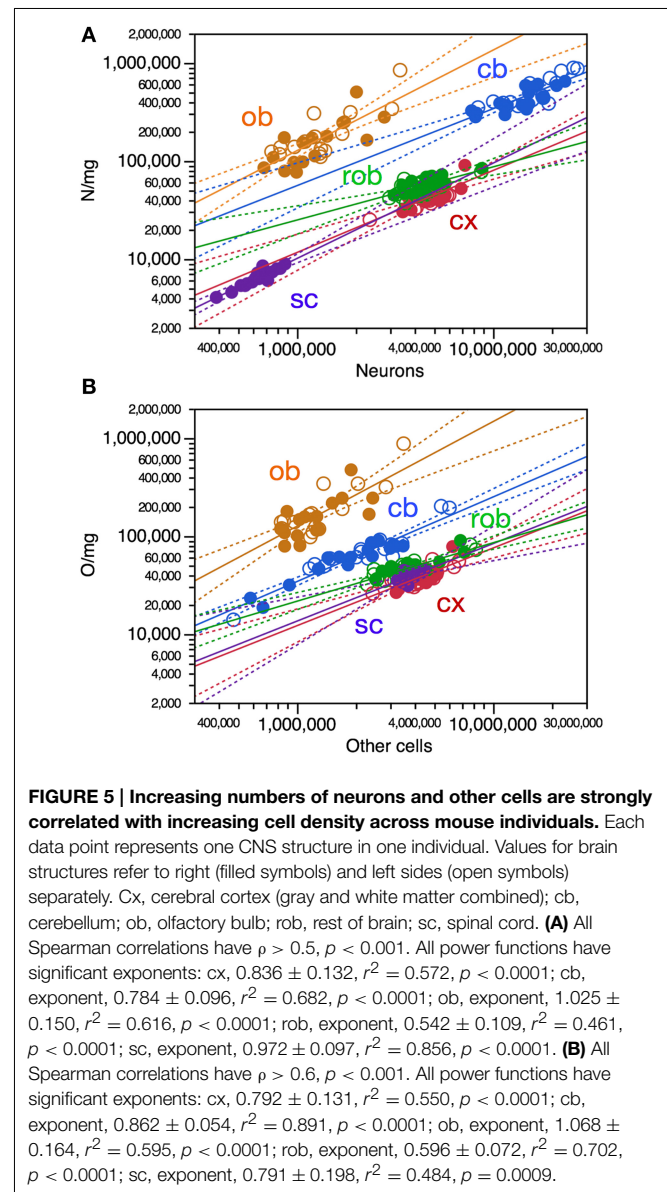 A
2,000,000
1,000,000
600,000
400,000
200,000
100,000
60,000
40,000
20,000
10,000
6,000
4,000
2,000
N/mg
ob
cb
rob
cx
sc
400,000 1,000,000 4,000,000 10,000,000 30,000,000
Neurons
B
2,000,000
1,000,000
600,000
400,000
200,000
100,000
60,000
40,000
20,000
10,000
6,000
4,000
2,000
O/mg
ob
cb
rob
sc
cx
400,000 1,000,000 4,000,000 10,000,000 30,000,000
Other cells
FIGURE 5 | Increasing numbers of neurons and other cells are strongly
correlated with increasing cell density across mouse individuals. Each
data point represents one CNS structure in one individual. Values for brain
structures refer to right (filled symbols) and left sides (open symbols)
separately. Cx, cerebral cortex (gray and white matter combined); cb,
cerebellum; ob, olfactory bulb; rob, rest of brain; sc, spinal cord. (A) All
Spearman correlations have ρ > 0.5, p < 0.001. All power functions have
significant exponents: cx, 0.836 ± 0.132, r² = 0.572, p < 0.0001; cb,
exponent, 0.784 ± 0.096, r² = 0.682, p < 0.0001; ob, exponent, 1.025 ±
0.150, r² = 0.616, p < 0.0001; rob, exponent, 0.542 ± 0.109, r² = 0.461,
p < 0.0001; sc, exponent, 0.972 ± 0.097, r² = 0.856, p < 0.0001. (B) All
Spearman correlations have ρ > 0.6, p < 0.001. All power functions have
significant exponents: cx, 0.792 ± 0.131, r² = 0.550, p < 0.0001; cb,
exponent, 0.862 ± 0.054, r² = 0.891, p < 0.0001; ob, exponent, 1.068 ±
0.164, r² = 0.595, p < 0.0001; rob, exponent, 0.596 ± 0.072, r² = 0.702,
p < 0.0001; sc, exponent, 0.791 ± 0.198, r² = 0.484, p = 0.0009.